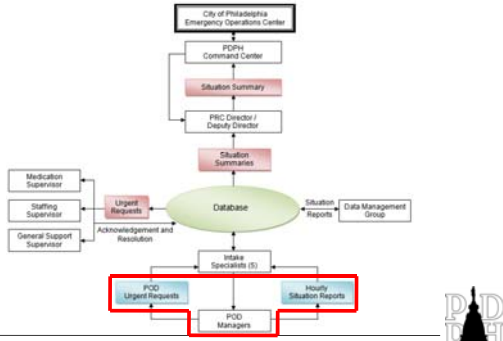 City of Philadelphia
Emergency Operations Center
PDPH
Command Center
Situation Summary
PRC Director /
Deputy Director
Situation
Summaries
Medication
Supervisor
Staffing
Supervisor
General Support
Supervisor
Urgent
Requests
Acknowledgement and
Resolution
Database
Situation
Reports
Data Management
Group
Intake
Specialists (5)
POD
Urgent Requests
Hourly
Situation Reports
POD
Managers
PD
PH